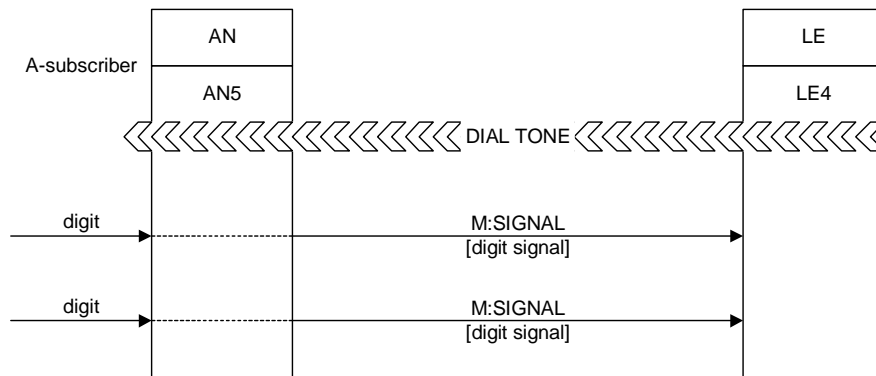 AN
LE
A-subscriber
AN5
LE4
DIAL TONE
digit
M:SIGNAL
[digit signal]
digit
M:SIGNAL
[digit signal]